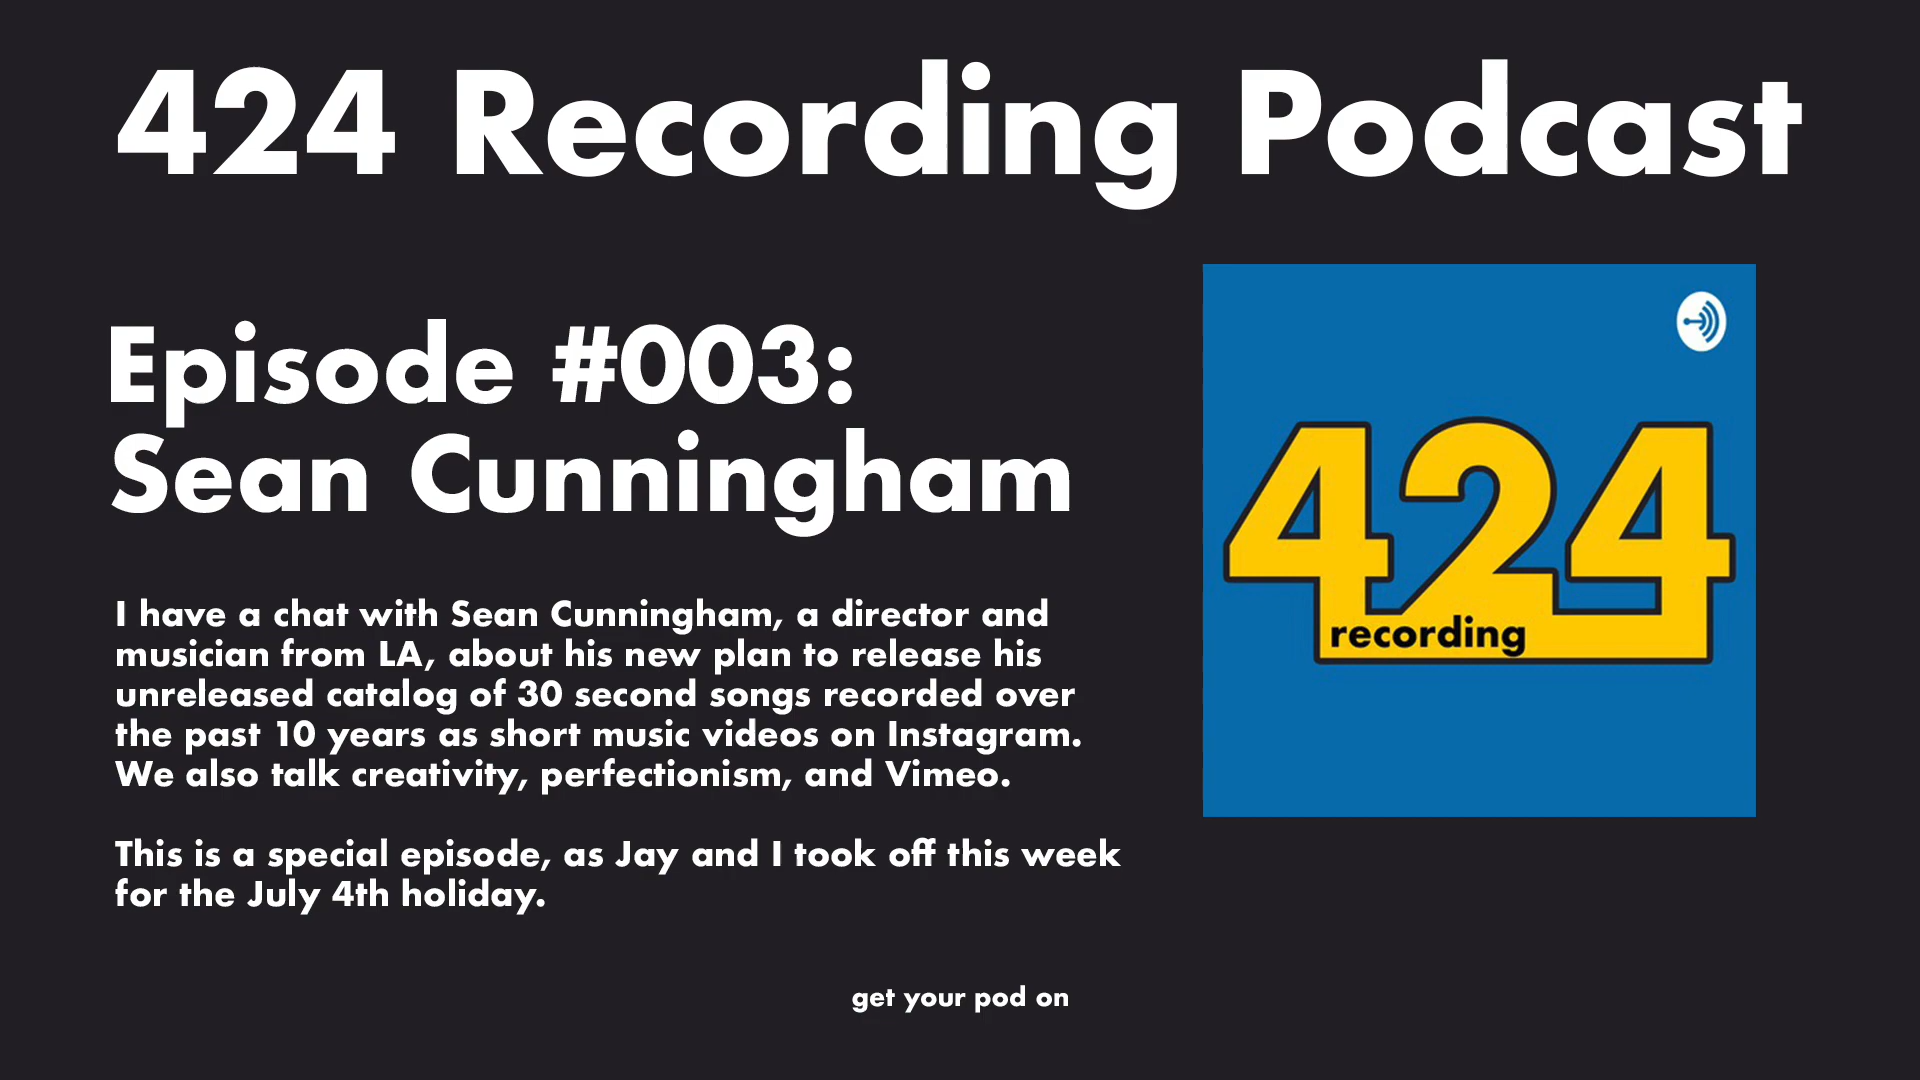 424 Recording Podcast
Episode #003:
Sean Cunningham
I have a chat with Sean Cunningham, a director and
musician from LA, about his new plan to release his
unreleased catalog of 30 second songs recorded over
the past 10 years as short music videos on Instagram.
We also talk creativity, perfectionism, and Vimeo.
This is a special episode, as Jay and I took off this week
for the July 4th holiday.
424
recording
get your pod on